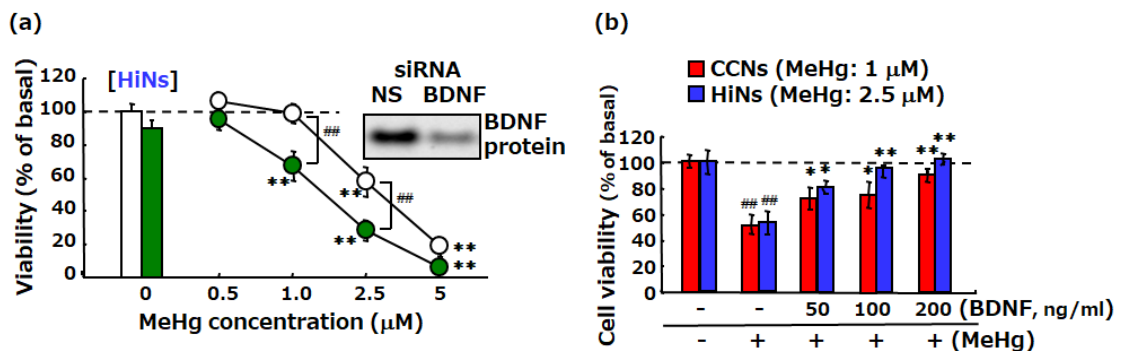 (a)
[HiNs]
siRNA
NS BDNF
BDNF
protein
Viability (% of basal)
120
100
80
60
40
20
0
##
##
**
**
**
**
**
0 0.5 1.0 2.5 5
MeHg concentration (μM)
(b)
CCNs (MeHg: 1 μM)
HiNs (MeHg: 2.5 μM)
Cell viability (% of basal)
120
100
80
60
40
20
0
## ##
* *
* **
** **
- - 50 100 200 (BDNF, ng/ml)
- + + + + (MeHg)